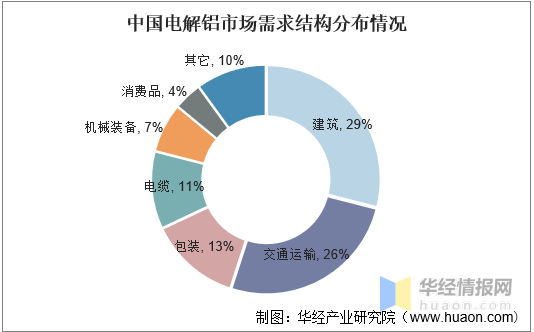 中国电解铝市场需求结构分布情况
其它, 10%
消费品, 4%
机械装备, 7%
电缆, 11%
包装, 13%
建筑, 29%
交通运输, 26%
华经情报网
huaon.com
制图：华经产业研究院（www.huaon.com）